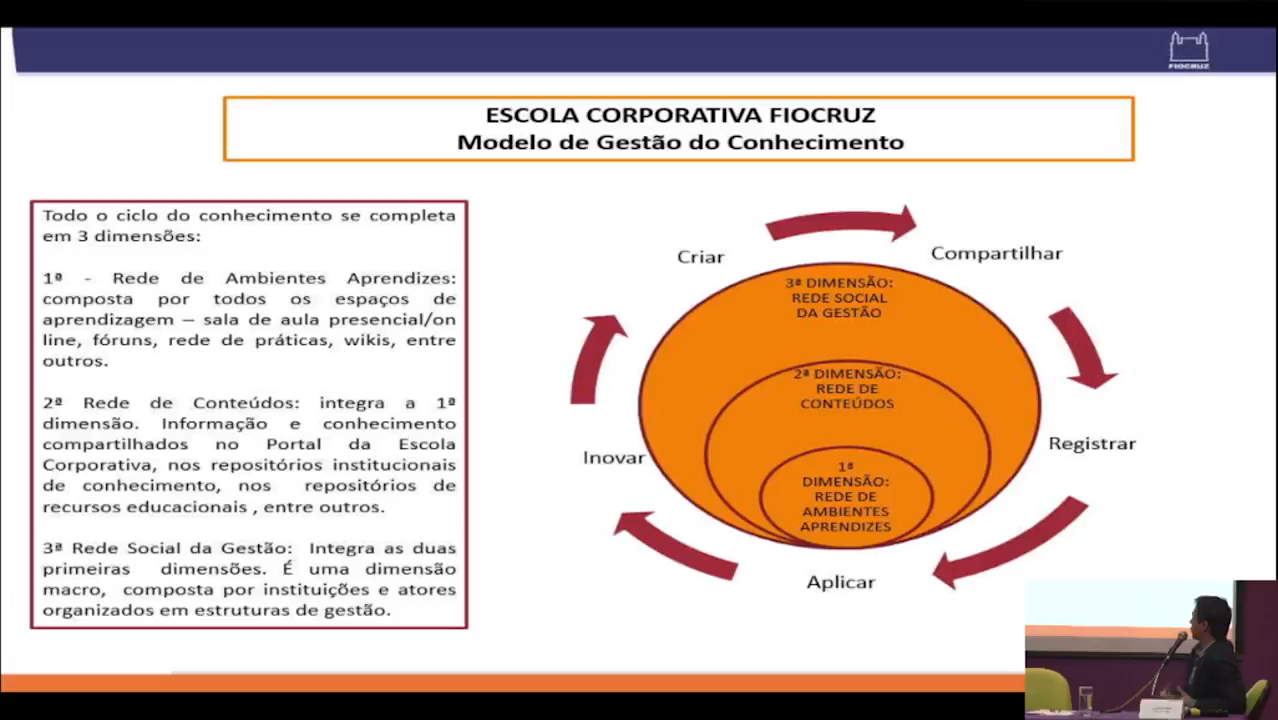 FIOCRUZ
ESCOLA CORPORATIVA FIOCRUZ
Modelo de Gestão do Conhecimento
Todo o ciclo do conhecimento se completa
em 3 dimensões:
1ª - Rede de Ambientes Aprendizes:
composta por todos os espaços de
aprendizagem – sala de aula presencial/on
line, fóruns, rede de práticas, wikis, entre
outros.
2ª Rede de Conteúdos: integra a 1ª
dimensão. Informação e conhecimento
compartilhados no Portal da Escola
Corporativa, nos repositórios institucionais
de conhecimento, nos repositórios de
recursos educacionais , entre outros.
3ª Rede Social da Gestão: Integra as duas
primeiras dimensões. É uma dimensão
macro, composta por instituições e atores
organizados em estruturas de gestão.
Criar
Compartilhar
3ª DIMENSÃO:
REDE SOCIAL
DA GESTÃO
2ª DIMENSÃO:
REDE DE
CONTEÚDOS
Registrar
Inovar
1ª
DIMENSÃO:
REDE DE
AMBIENTES
APRENDIZES
Aplicar